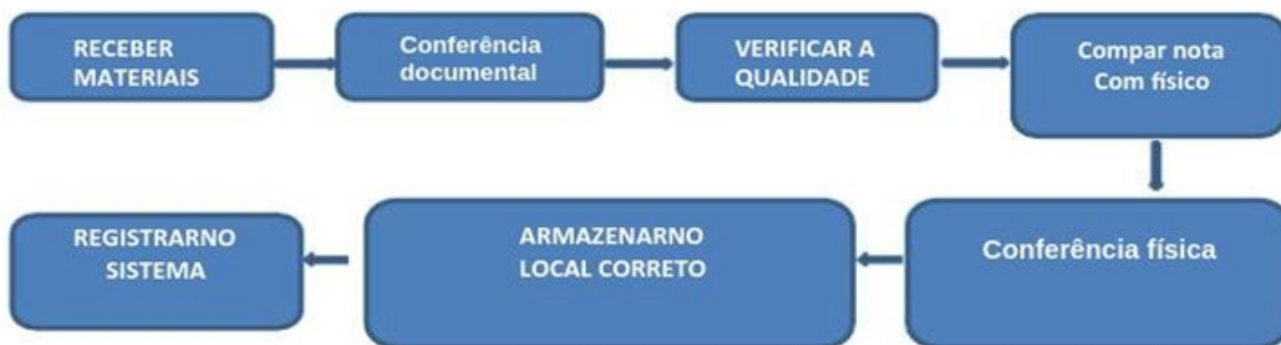 RECEBER
MATERIAIS
Conferência
documental
VERIFICAR A
QUALIDADE
Compar nota
Com físico
Conferência física
ARMAZENARNO
LOCAL CORRETO
REGISTRARNO
SISTEMA